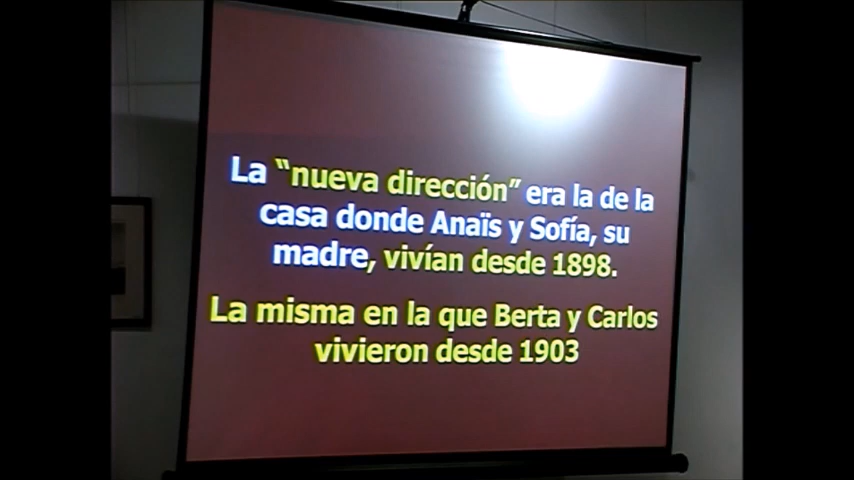 La “nueva dirección” era la de la
casa donde Anaïs y Sofía, su
madre, vivían desde 1898.
La misma en la que Berta y Carlos
vivieron desde 1903